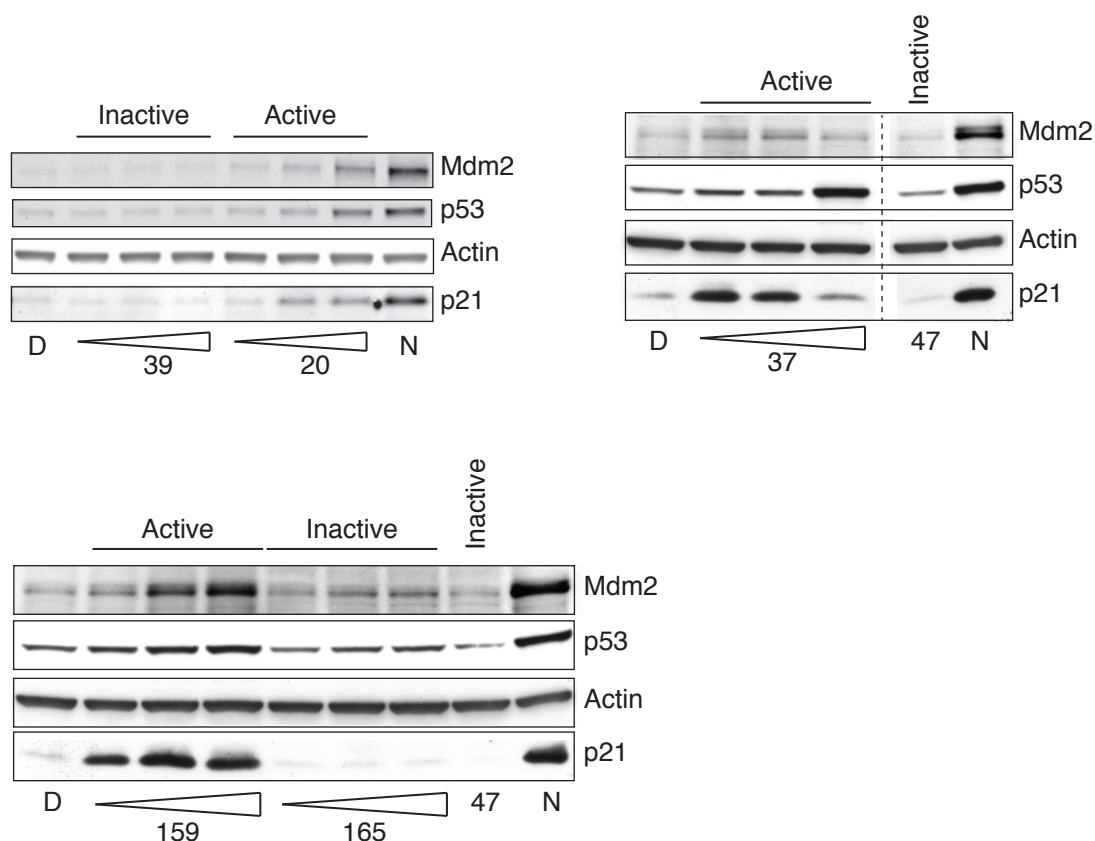 Inactive Active
Mdm2
p53
Actin
p21
D 39 20 N
Active Inactive
Mdm2
p53
Actin
p21
D 37 47 N
Active Inactive Inactive
Mdm2
p53
Actin
p21
D 159 165 47 N